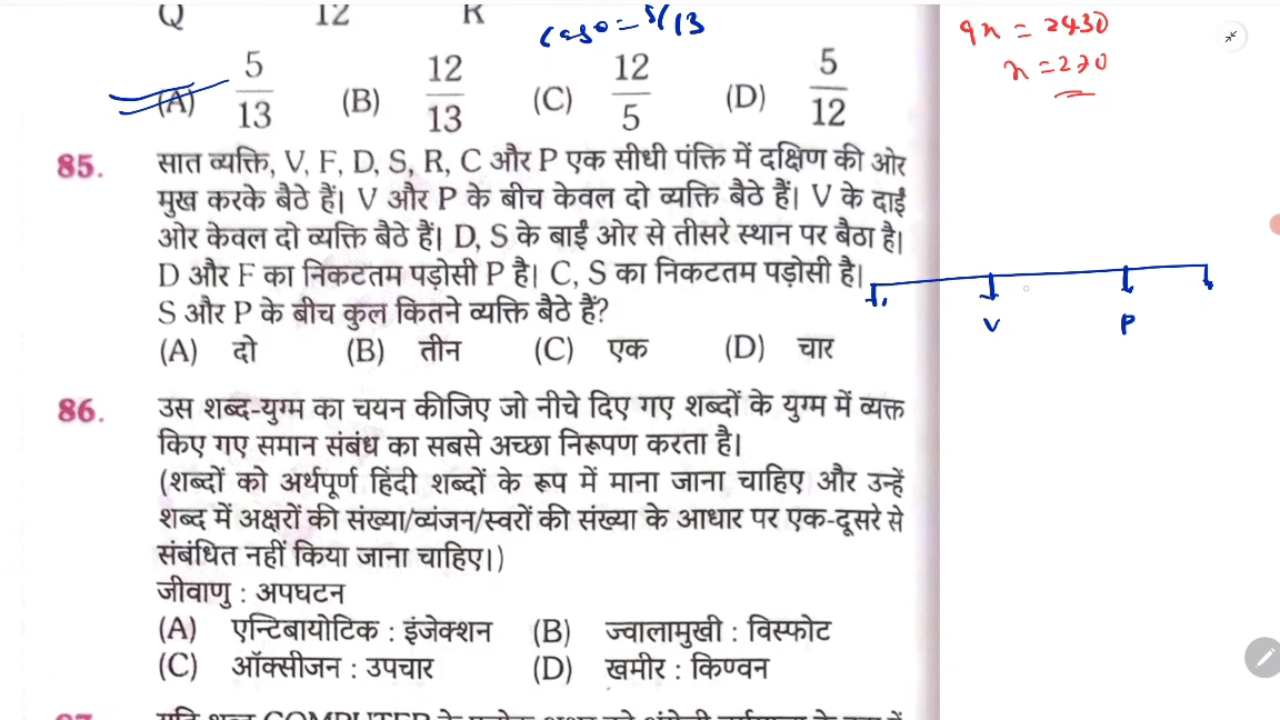 Q 12 R
Caso = 5/13
9x = 2430
x = 270
(A) 5/13 (B) 12/13 (C) 12/5 (D) 5/12
85. सात व्यक्ति, V, F, D, S, R, C और P एक सीधी पंक्ति में दक्षिण की ओर
मुख करके बैठे हैं। V और P के बीच केवल दो व्यक्ति बैठे हैं। V के दाईं
ओर केवल दो व्यक्ति बैठे हैं। D, S के बाईं ओर से तीसरे स्थान पर बैठा है।
D और F का निकटतम पड़ोसी P है। C, S का निकटतम पड़ोसी है।
S और P के बीच कुल कितने व्यक्ति बैठे हैं?
(A) दो (B) तीन (C) एक (D) चार
V P
86. उस शब्द-युग्म का चयन कीजिए जो नीचे दिए गए शब्दों के युग्म में व्यक्त
किए गए समान संबंध का सबसे अच्छा निरूपण करता है।
(शब्दों को अर्थपूर्ण हिंदी शब्दों के रूप में माना जाना चाहिए और उन्हें
शब्द में अक्षरों की संख्या/व्यंजन/स्वरों की संख्या के आधार पर एक-दूसरे से
संबंधित नहीं किया जाना चाहिए।)
जीवाणु : अपघटन
(A) एन्टिबायोटिक : इंजेक्शन (B) ज्वालामुखी : विस्फोट
(C) ऑक्सीजन : उपचार (D) खमीर : किण्वन